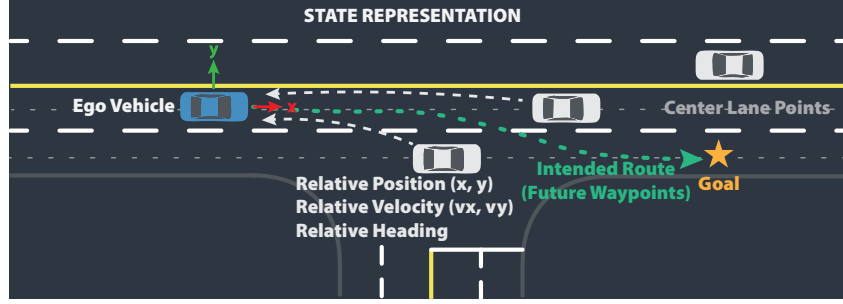 STATE REPRESENTATION
y
Ego Vehicle
x
Center Lane Points
Relative Position (x, y)
Relative Velocity (vx, vy)
Relative Heading
Intended Route
(Future Waypoints)
Goal